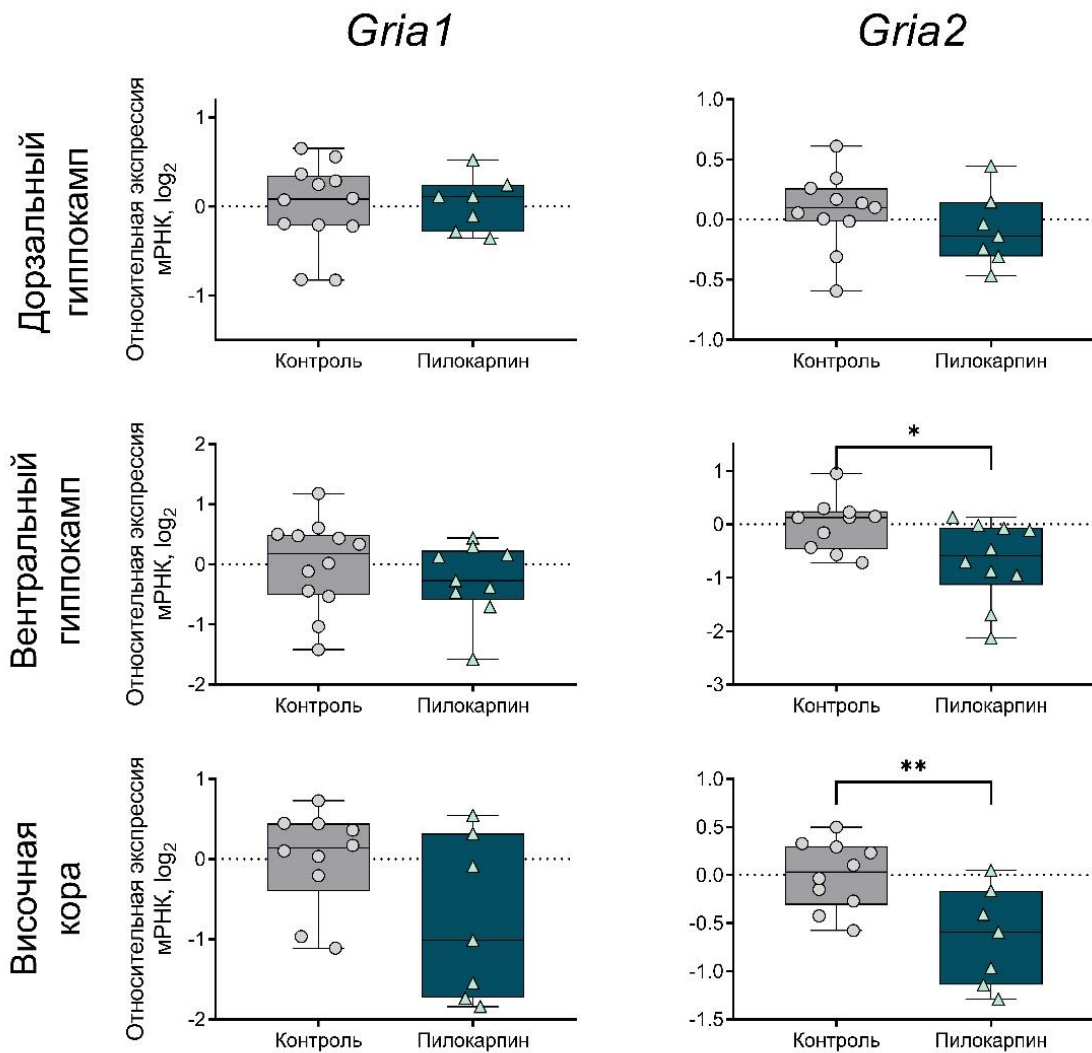 Gria1
Gria2
Дорзальный
гиппокамп
Относительная экспрессия
мРНК, log2
1
0
-1
Контроль
Пилокарпин
1.0
0.5
0.0
-0.5
-1.0
Контроль
Пилокарпин
Вентральный
гиппокамп
Относительная экспрессия
мРНК, log2
2
1
0
-1
-2
Контроль
Пилокарпин
*
1
0
-1
-2
-3
Контроль
Пилокарпин
Височная
кора
Относительная экспрессия
мРНК, log2
1
0
-1
-2
Контроль
Пилокарпин
**
1.0
0.5
0.0
-0.5
-1.0
-1.5
Контроль
Пилокарпин